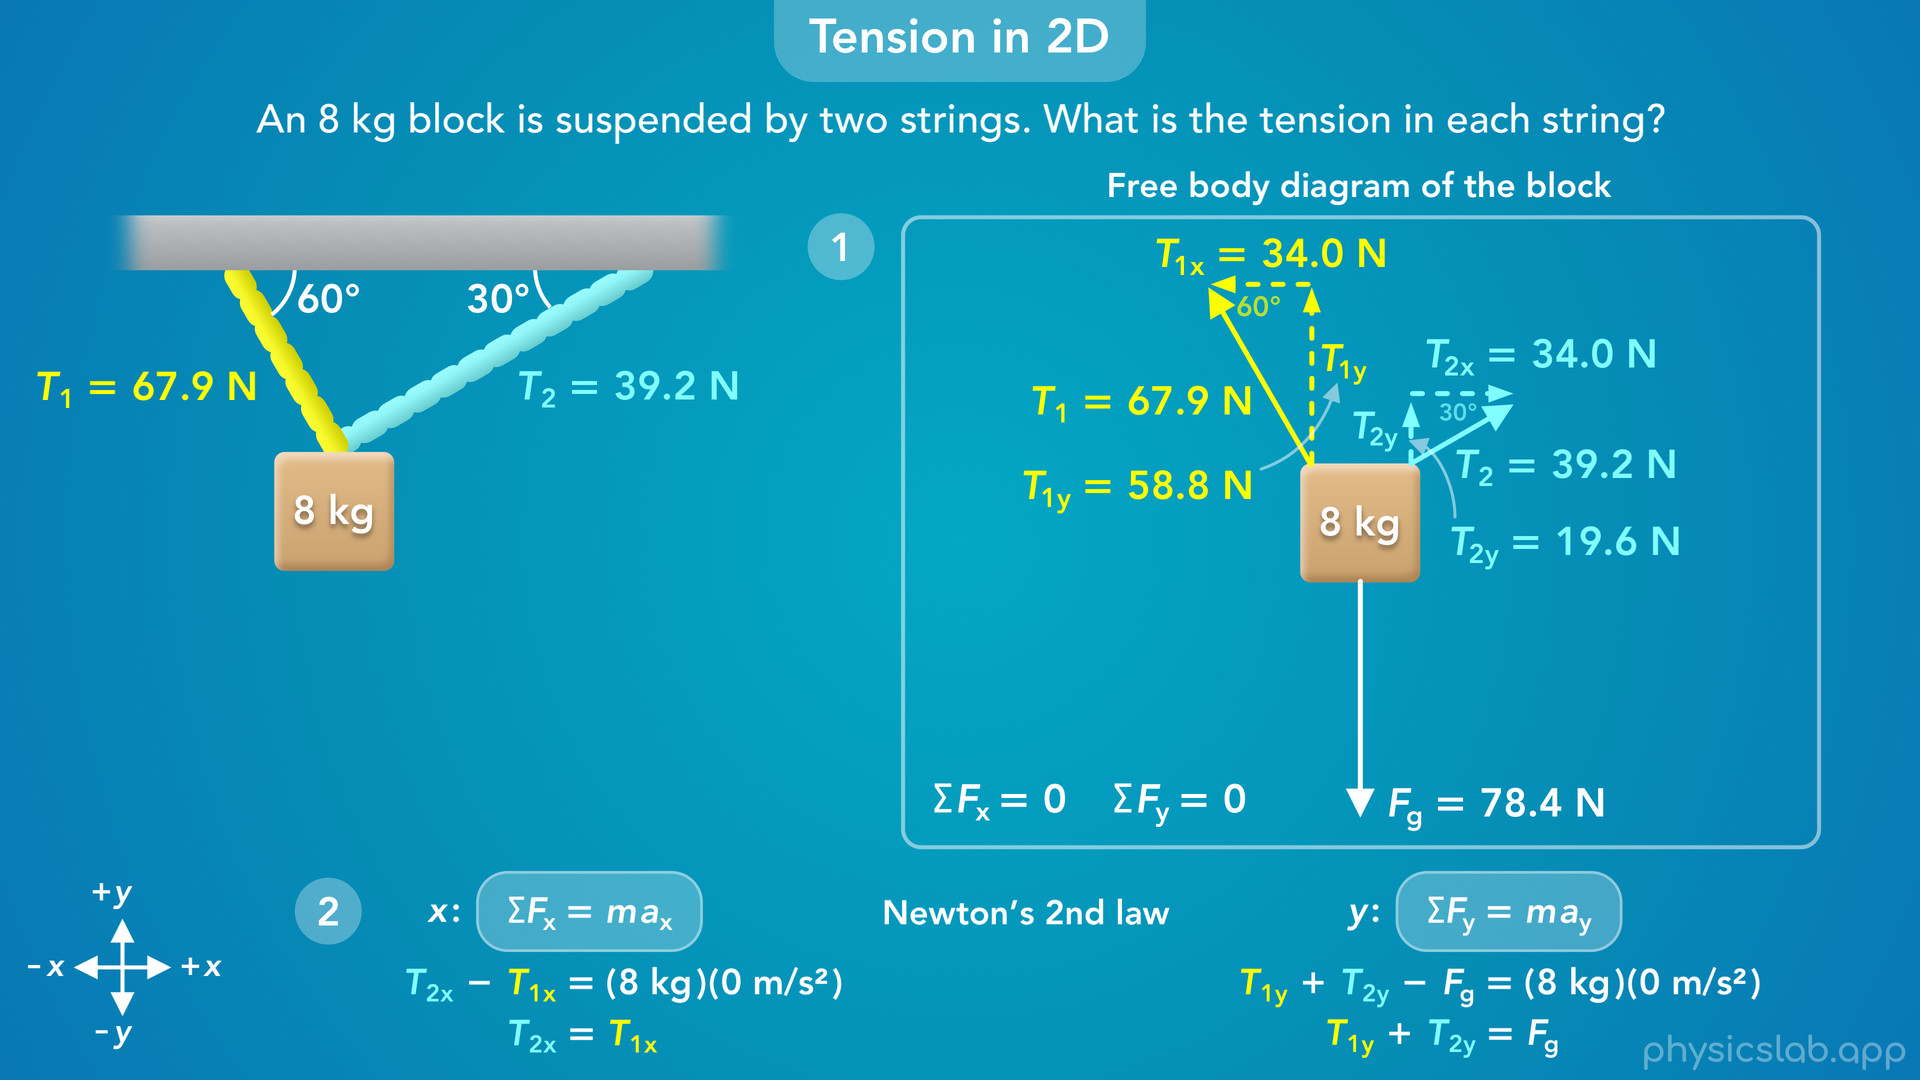 Tension in 2D
An 8 kg block is suspended by two strings. What is the tension in each string?
Free body diagram of the block
60°
30°
T₁ = 67.9 N
T₂ = 39.2 N
8 kg
1
T₁ₓ = 34.0 N
60°
T₁y
T₂ₓ = 34.0 N
30°
T₁ = 67.9 N
T₂y
T₂ = 39.2 N
T₁y = 58.8 N
8 kg
T₂y = 19.6 N
ΣFₓ = 0 ΣFy = 0
Fg = 78.4 N
+y
-x +x
-y
2
x: ΣFₓ = maₓ
T₂ₓ − T₁ₓ = (8 kg)(0 m/s²)
T₂ₓ = T₁ₓ
Newton's 2nd law
y: ΣFy = may
T₁y + T₂y − Fg = (8 kg)(0 m/s²)
T₁y + T₂y = Fg
physicslab.app